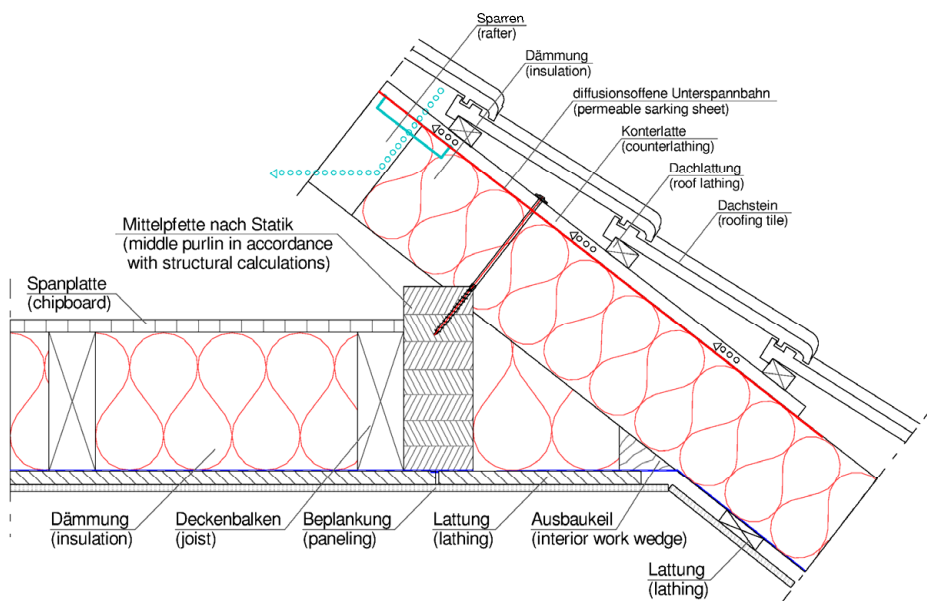 Sparren
(rafter)
Dämmung
(insulation)
diffusionsoffene Unterspannbahn
(permeable sarking sheet)
Konterlatte
(counterlathing)
Dachlattung
(roof lathing)
Dachstein
(roofing tile)
Mittelpfette nach Statik
(middle purlin in accordance
with structural calculations)
Spanplatte
(chipboard)
Dämmung
(insulation)
Deckenbalken
(joist)
Beplankung
(paneling)
Lattung
(lathing)
Ausbaukeil
(interior work wedge)
Lattung
(lathing)